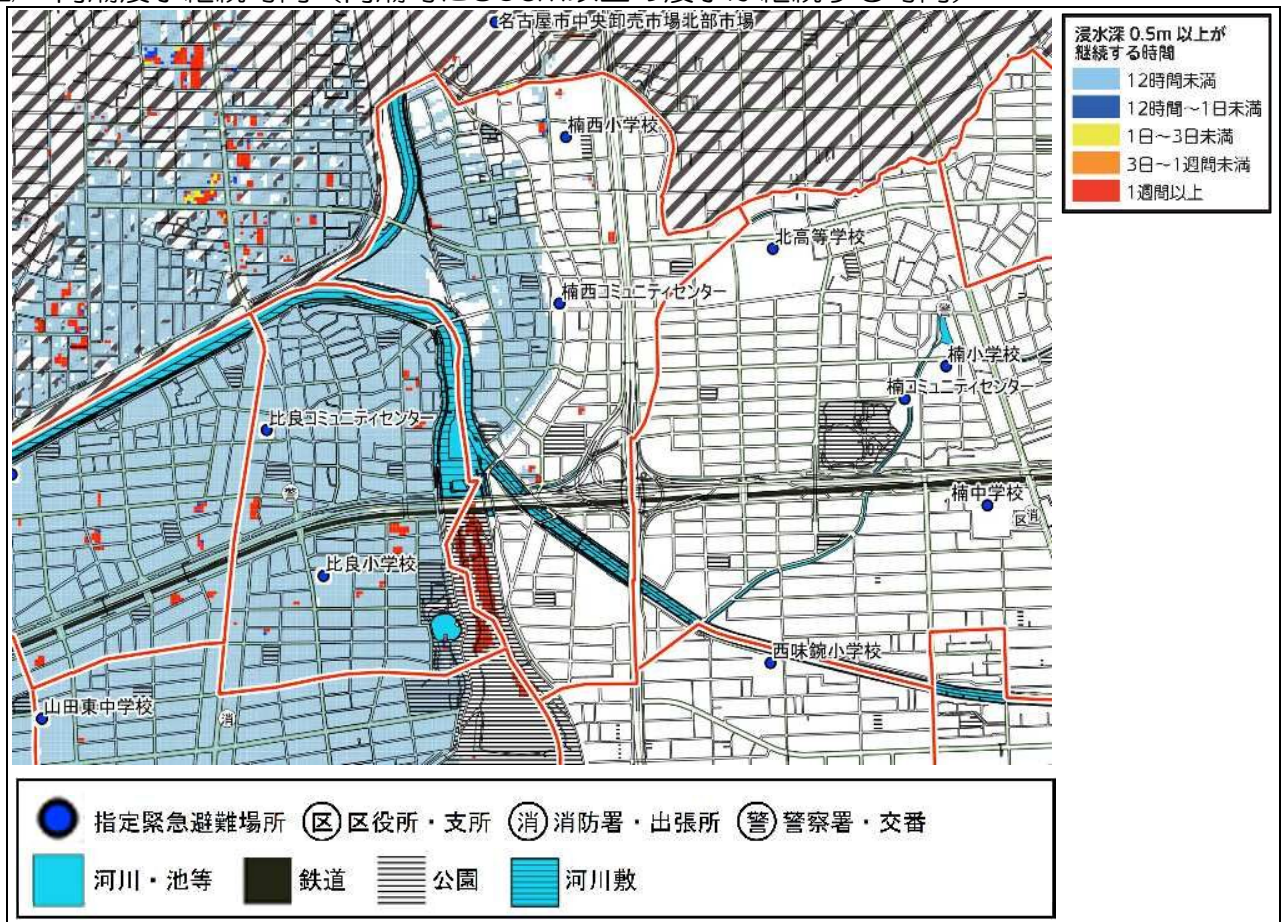 名古屋市中央卸売市場北部市場
浸水深 0.5m 以上が
継続する時間
12時間未満
12時間～1日未満
1日～3日未満
3日～1週間未満
1週間以上
楠西小学校
北高等学校
楠西コミュニティセンター
警
楠小学校
楠コミュニティセンター
比良コミュニティセンター
警
楠中学校
区 消
比良小学校
西味鋺小学校
山田東中学校
消
指定緊急避難場所 区 区役所・支所 消 消防署・出張所 警 警察署・交番
河川・池等 鉄道 公園 河川敷